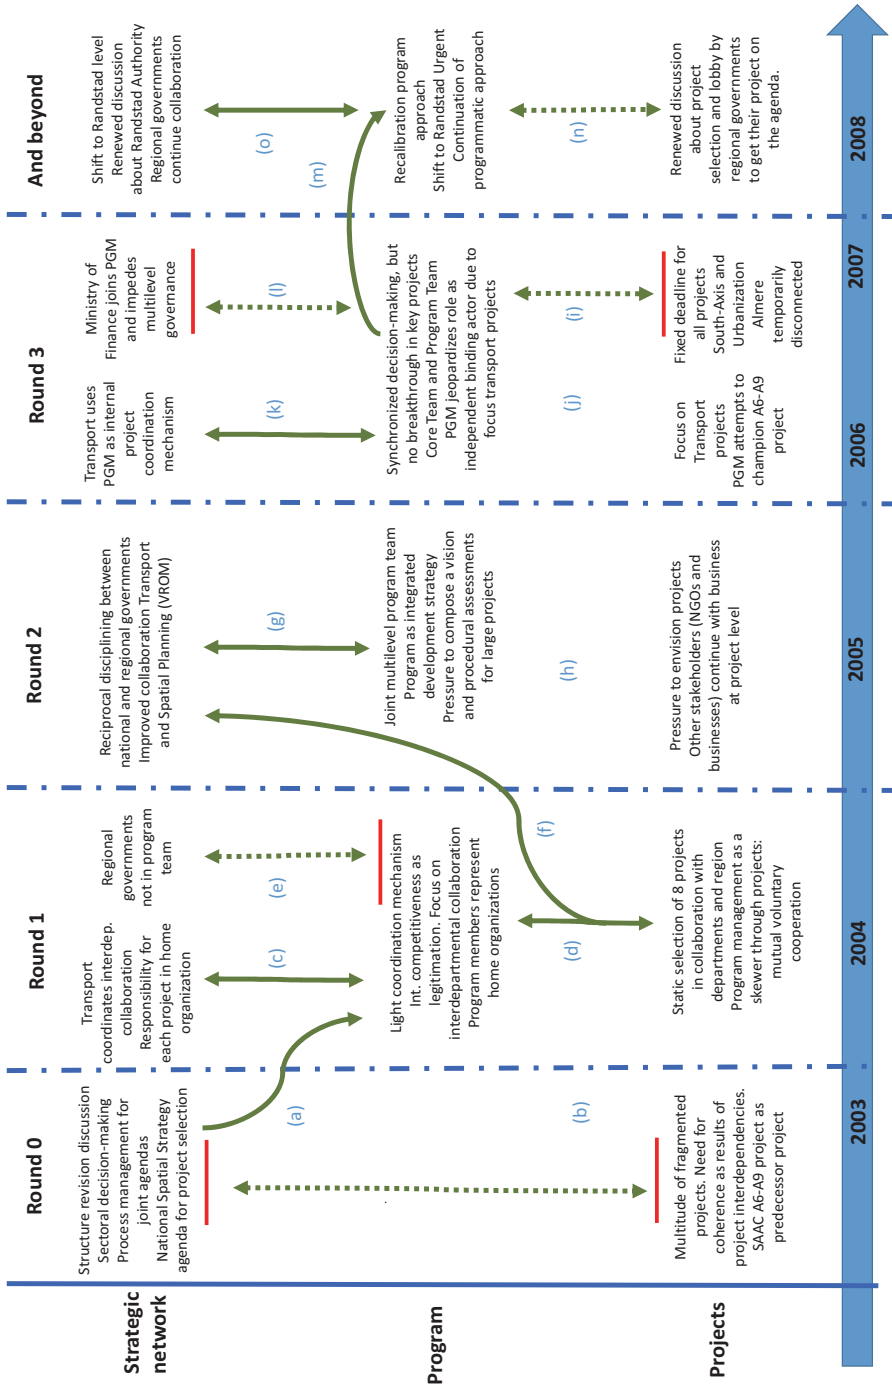 Round 0
Round 1
Round 2
Round 3
And beyond
Strategic
network
Structure revision discussion
Sectoral decision-making
Process management for
joint agendas
National Spatial Strategy
agenda for project selection
Transport
coordinates interdep.
collaboration
Responsibility for
each project in home
organization
Regional
governments
not in program
team
Reciprocal disciplining between
national and regional governments
Improved collaboration Transport
and Spatial Planning (VROM)
Transport uses
PGM as internal
project
coordination
mechanism
Ministry of
Finance joins PGM
and impedes
multilevel
governance
Shift to Randstad level
Renewed discussion
about Randstad Authority
Regional governments
continue collaboration
(a)
(c)
(e)
(g)
(k)
(l)
(m)
(o)
Program
Light coordination mechanism
Int. competitiveness as
legitimation. Focus on
interdepartmental collaboration
Program members represent
home organizations
Joint multilevel program team
Program as integrated
development strategy
Pressure to compose a vision
and procedural assessments
for large projects
Synchronized decision-making, but
no breakthrough in key projects
Core Team and Program Team
PGM jeopardizes role as
independent binding actor due to
focus transport projects
Recalibration program
approach
Shift to Randstad Urgent
Continuation of
programmatic approach
(b)
(d)
(f)
(h)
(j)
(i)
(n)
Projects
Multitude of fragmented
projects. Need for
coherence as results of
project interdependencies.
SAAC A6-A9 project as
predecessor project
Static selection of 8 projects
in collaboration with
departments and region
Program management as a
skewer through projects:
mutual voluntary
cooperation
Pressure to envision projects
Other stakeholders (NGOs and
businesses) continue with business
at project level
Focus on
Transport
projects
PGM attempts to
champion A6-A9
project
Fixed deadline for
all projects
South-Axis and
Urbanization
Almere
temporarily
disconnected
Renewed discussion
about project
selection and lobby by
regional governments
to get their project on
the agenda.
2003
2004
2005
2006
2007
2008